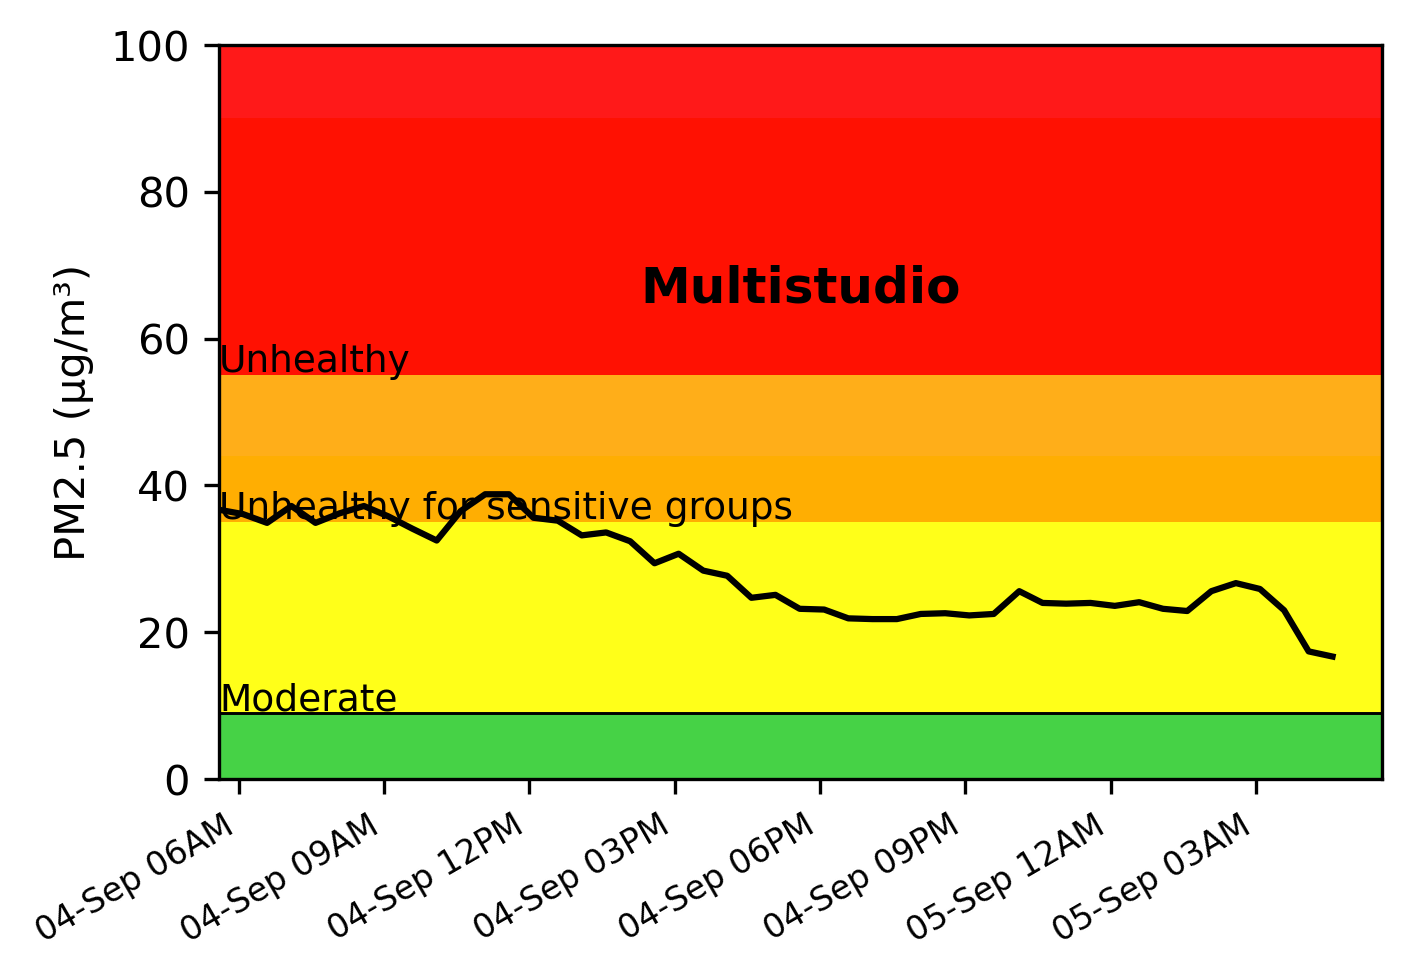 100
80
60
40
20
0
PM2.5 (µg/m³)
Multistudio
Unhealthy
Unhealthy for sensitive groups
Moderate
04-Sep 06AM
04-Sep 09AM
04-Sep 12PM
04-Sep 03PM
04-Sep 06PM
04-Sep 09PM
05-Sep 12AM
05-Sep 03AM